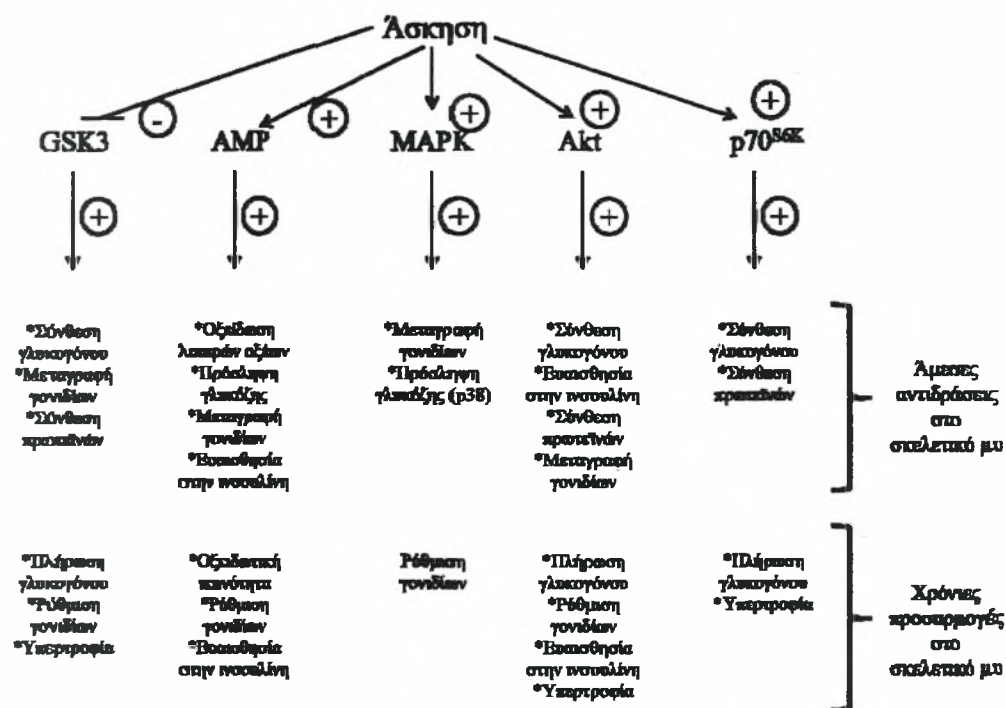 Άσκηση
-
+
+
+
+
GSK3
AMP
MAPK
Akt
p70S6K
+
+
+
+
+
*Σύνθεση
γλυκογόνου
*Μεταγραφή
γονιδίων
*Σύνθεση
πρωτεϊνών
*Οξείδωση
λιπαρών οξέων
*Πρόσληψη
γλυκόζης
*Μεταγραφή
γονιδίων
*Ευαισθησία
στην ινσουλίνη
*Μεταγραφή
γονιδίων
*Πρόσληψη
γλυκόζης (p38)
*Σύνθεση
γλυκογόνου
*Ευαισθησία
στην ινσουλίνη
*Σύνθεση
πρωτεϊνών
*Μεταγραφή
γονιδίων
*Σύνθεση
γλυκογόνου
*Σύνθεση
πρωτεϊνών
Άμεσες
αντιδράσεις
στο
σκελετικό μυ
*Πλήρωση
γλυκογόνου
*Ρύθμιση
γονιδίων
*Υπερτροφία
*Οξειδωτική
ικανότητα
*Ρύθμιση
γονιδίων
*Ευαισθησία
στην ινσουλίνη
Ρύθμιση
γονιδίων
*Πλήρωση
γλυκογόνου
*Ρύθμιση
γονιδίων
*Ευαισθησία
στην ινσουλίνη
*Υπερτροφία
*Πλήρωση
γλυκογόνου
*Υπερτροφία
Χρόνιες
προσαρμογές
στο
σκελετικό μυ